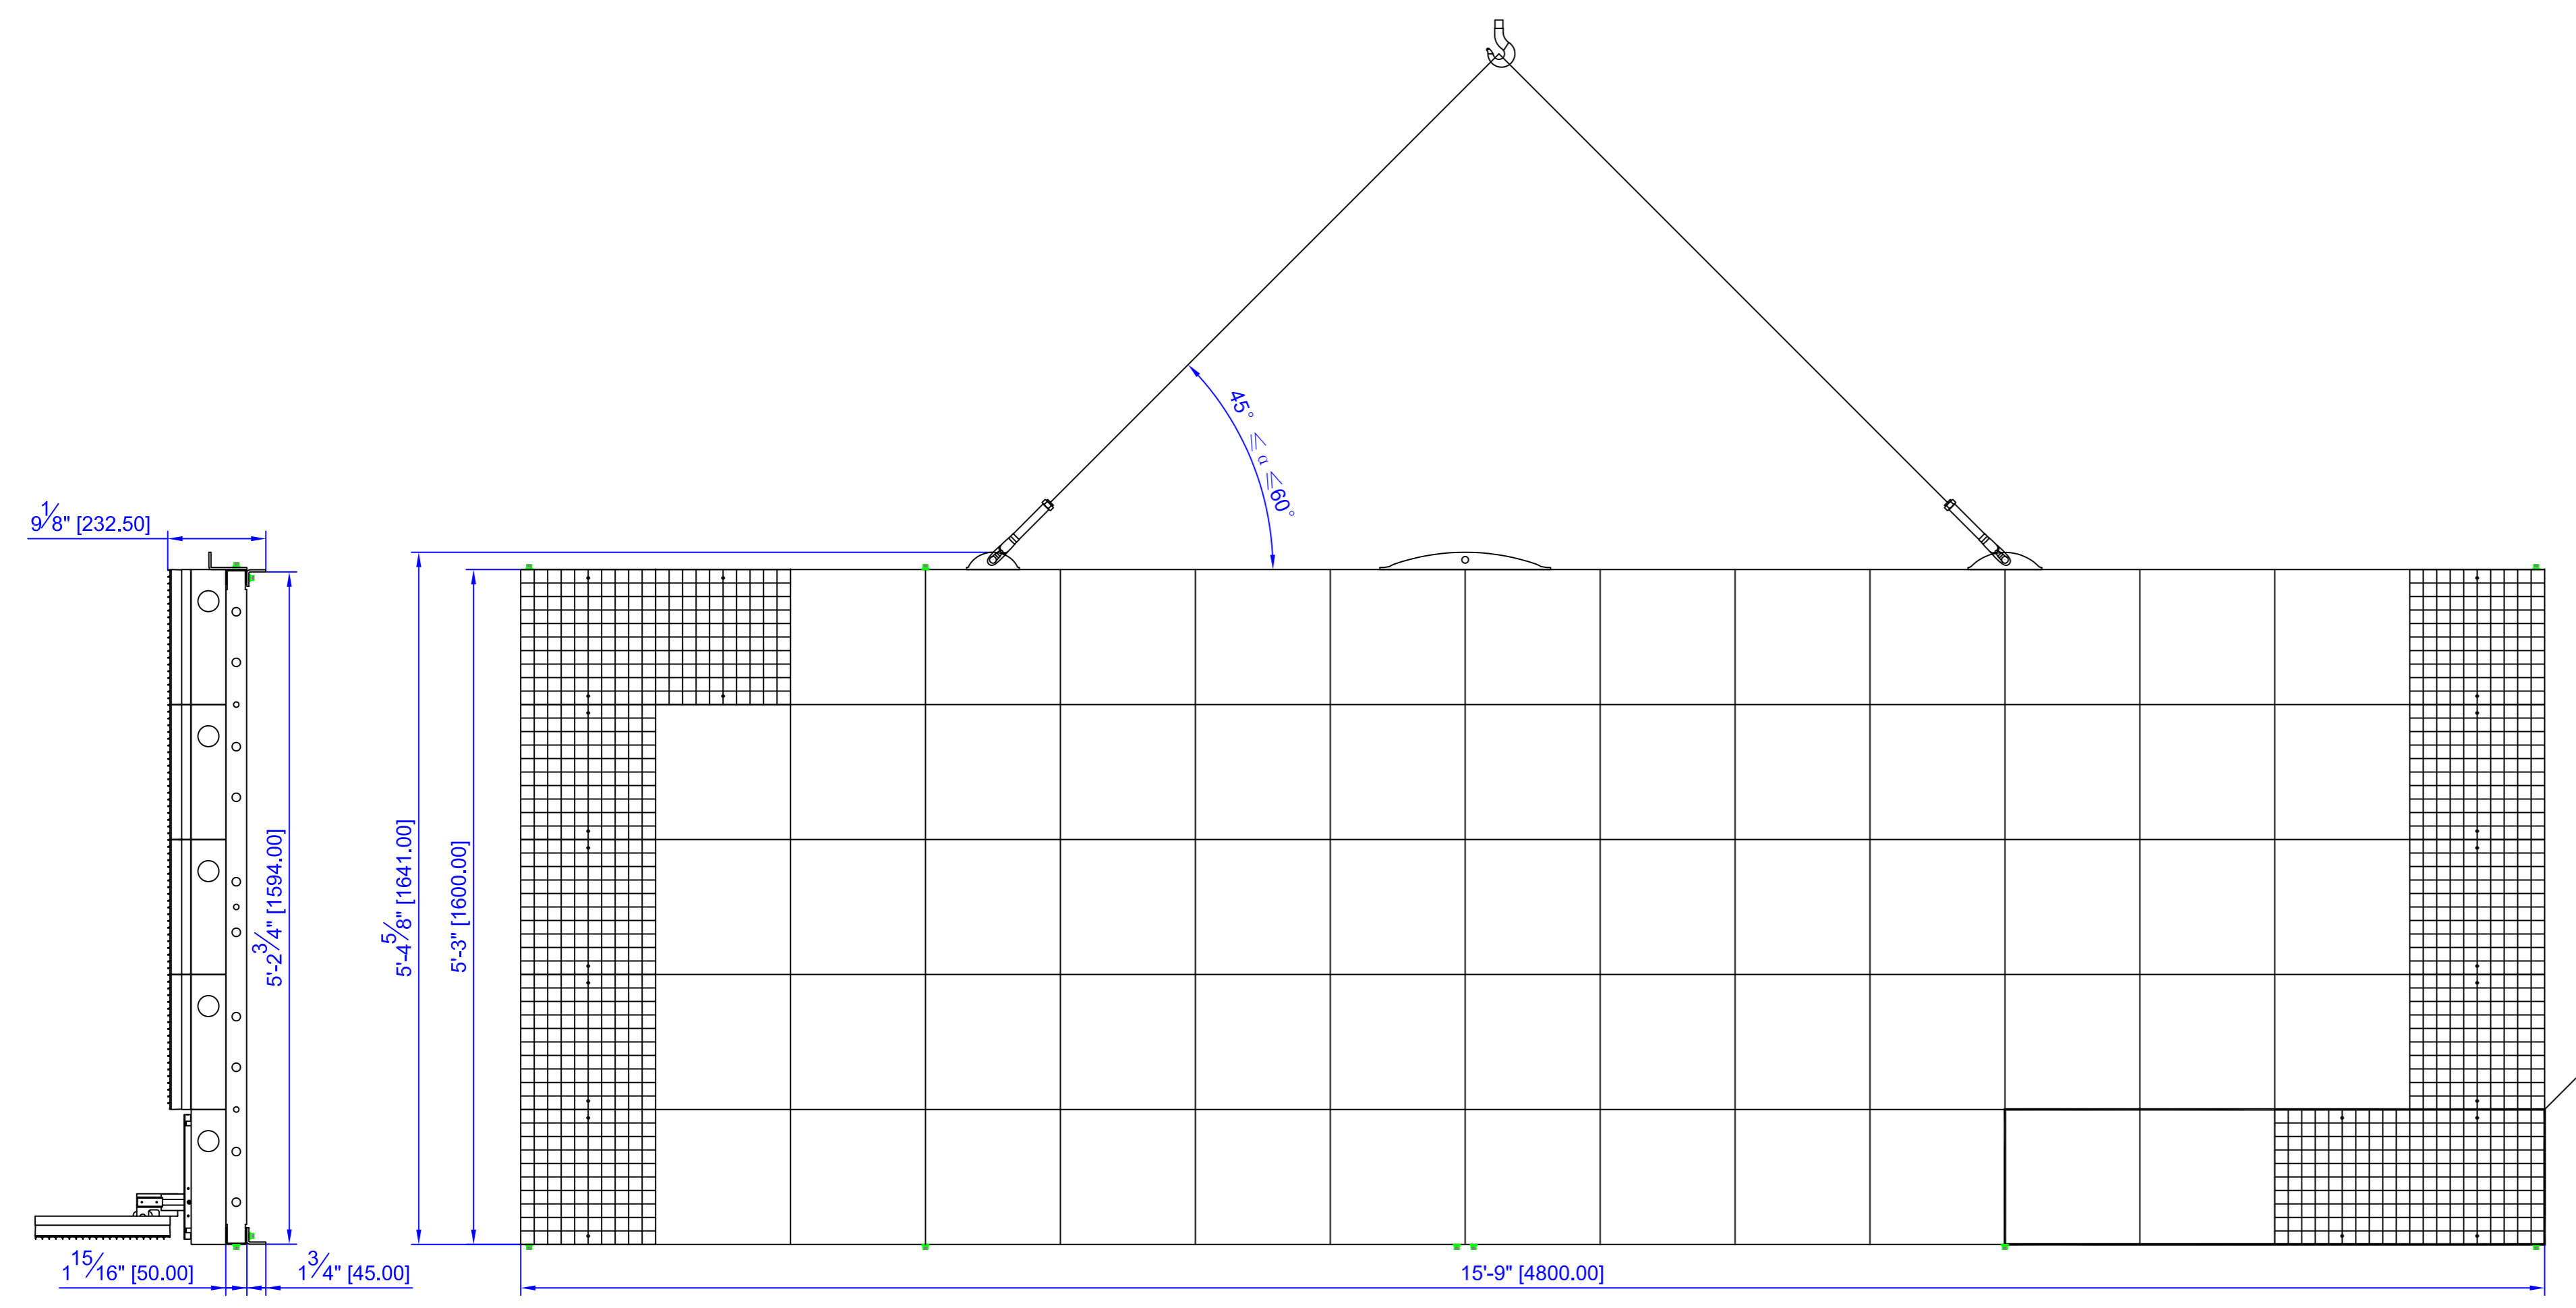 45° ≤ α ≤60°
9 1/8" [232.50]
5'-2 3/4" [1594.00]
5'-4 5/8" [1641.00]
5'-3" [1600.00]
1 15/16" [50.00]
1 3/4" [45.00]
15'-9" [4800.00]